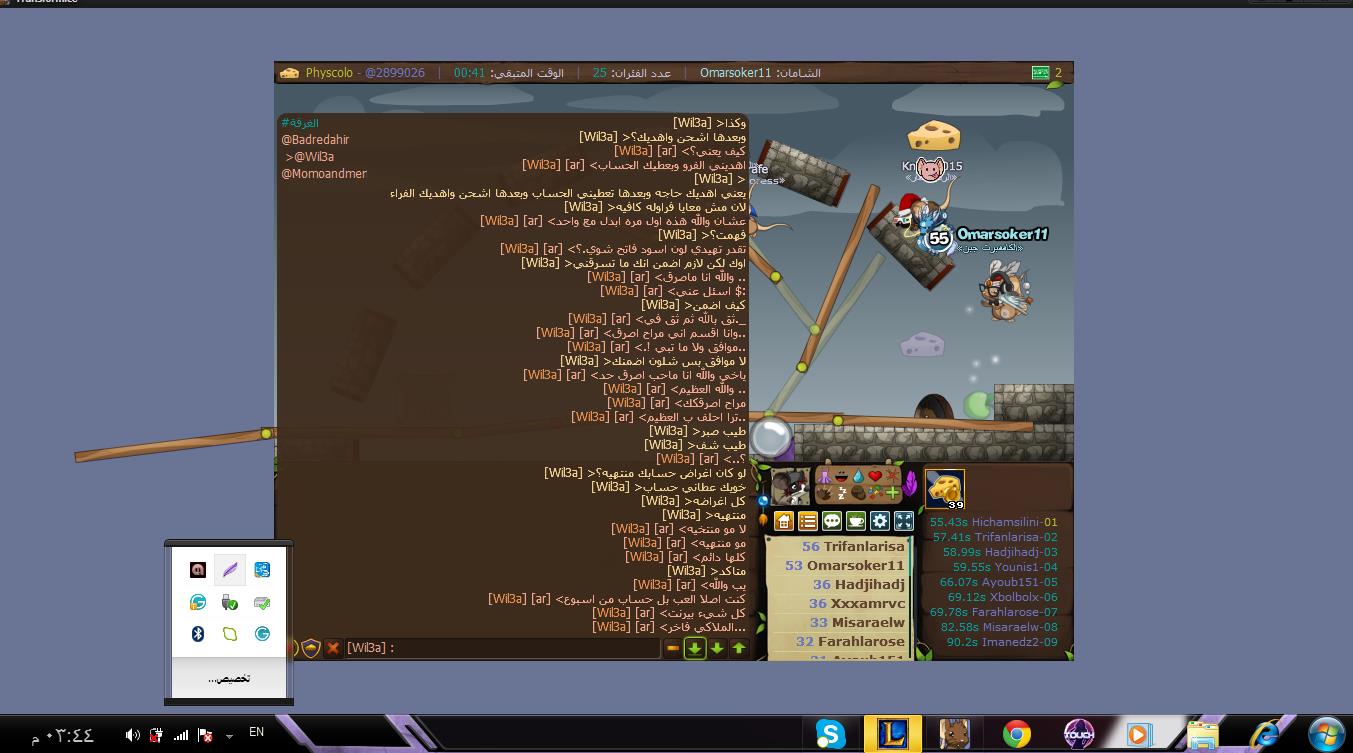 Transformice
Physcolo - @2899026 | الوقت المتبقي: 00:41 | عدد الفئران: 25 | الشامات: Omarsoker11
2
#الغرفة
@Badredahir
>@Wil3a
@Momoandmer
[Wil3a] >وكذا
[Wil3a] >وبعدها اشحن واهديك؟
[Wil3a] [ar] >كيف يعني؟
[Wil3a] [ar] >اهديني الفرو وبعطيك الحساب
[Wil3a] >
يعني اهديك حاجه وبعدها تعطيني الحساب وبعدها اشحن واهديك الفراء
[Wil3a] >لان مش معايا فراوله كافيه
[Wil3a] [ar] >عشان والله هذه اول مره ابدل مع واحد
[Wil3a] >فهمت؟
[Wil3a] [ar] >تقدر تهيدي لون اسود فاتح شوي.؟
[Wil3a] >اوك لكن لازم اضمن انك ما تسرقني
[Wil3a] [ar] >والله انا ماصرق ..
[Wil3a] [ar] >اسئل عني $:
[Wil3a] >كيف اضمن
[Wil3a] [ar] >ثق بالله ثم ثق في._
[Wil3a] [ar] >وانا اقسم اني مراح اصرق..
[Wil3a] [ar] >موافق ولا ما تبي !...
[Wil3a] >لا موافق بس شلون اضمنك
[Wil3a] [ar] >ياخي والله انا ماحب اصرق حد
[Wil3a] [ar] >والله العظيم ..
[Wil3a] [ar] >مراح اصرقكك
[Wil3a] [ar] >ترا احلف ب العظيم..
[Wil3a] >طيب صبر
[Wil3a] >طيب شف
[Wil3a] [ar] >..؟
[Wil3a] >لو كان اغراض حسابك منتهيه؟
[Wil3a] >خويك عطاني حساب
[Wil3a] >كل اغراضه
[Wil3a] >منتهيه
[Wil3a] [ar] >لا مو منتخيه
[Wil3a] [ar] >مو منتهيه
[Wil3a] [ar] >كلها دائم
[Wil3a] >متاكد
[Wil3a] [ar] >يب والله
[Wil3a] [ar] >كنت اصلا العب بل حساب من اسبوع
[Wil3a] [ar] >كل شيء بيرنت
[Wil3a] [ar] >الملاكي فاخر...
[Wil3a] :
55
Omarsoker11
«الكاممبرت جبن»
39
56 Trifanlarisa
53 Omarsoker11
36 Hadjihadj
36 Xxxamrvc
33 Misaraelw
32 Farahlarose
31 Ayoub151
55.43s Hichamsilini-01
57.41s Trifanlarisa-02
58.99s Hadjihadj-03
59.55s Younis1-04
66.07s Ayoub151-05
69.12s Xbolbolx-06
69.78s Farahlarose-07
82.58s Misaraelw-08
90.2s Imanedz2-09
تخصيص...
٠٣:٤٤ م
EN
TOUCH